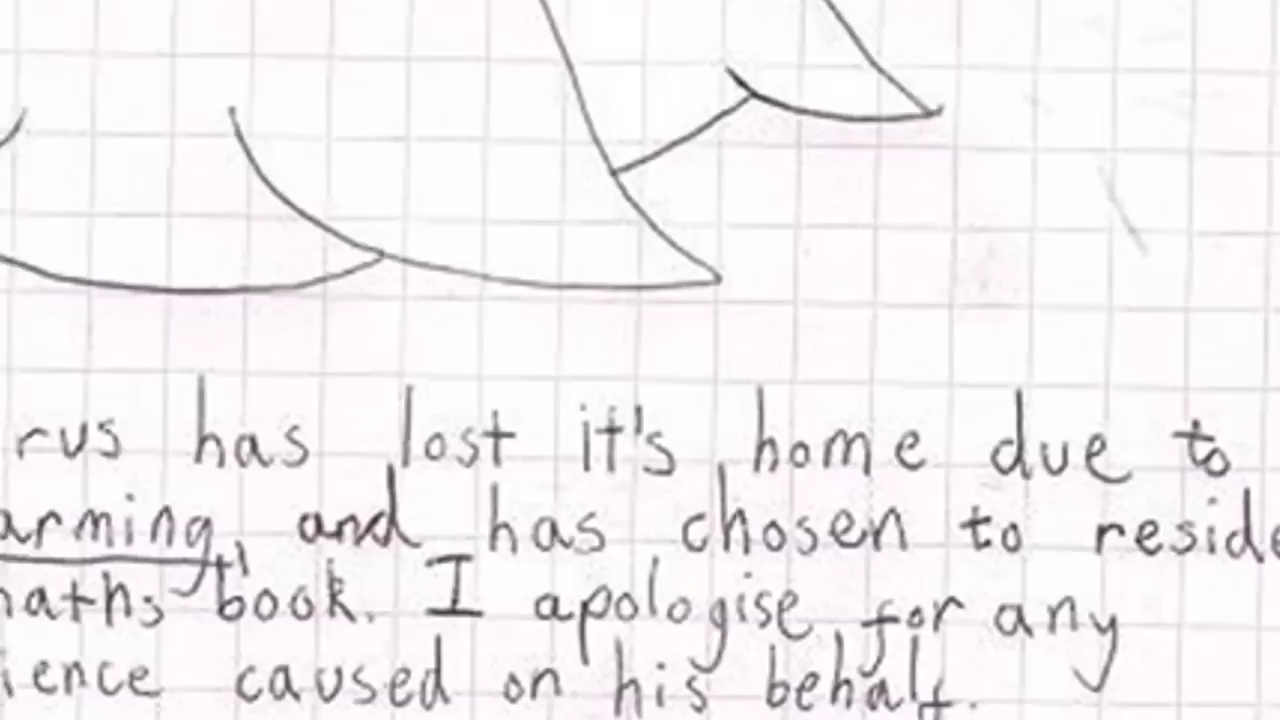 rus has lost it's home due to
arming, and has chosen to reside
maths book. I apologise for any
ience caused on his behalf.